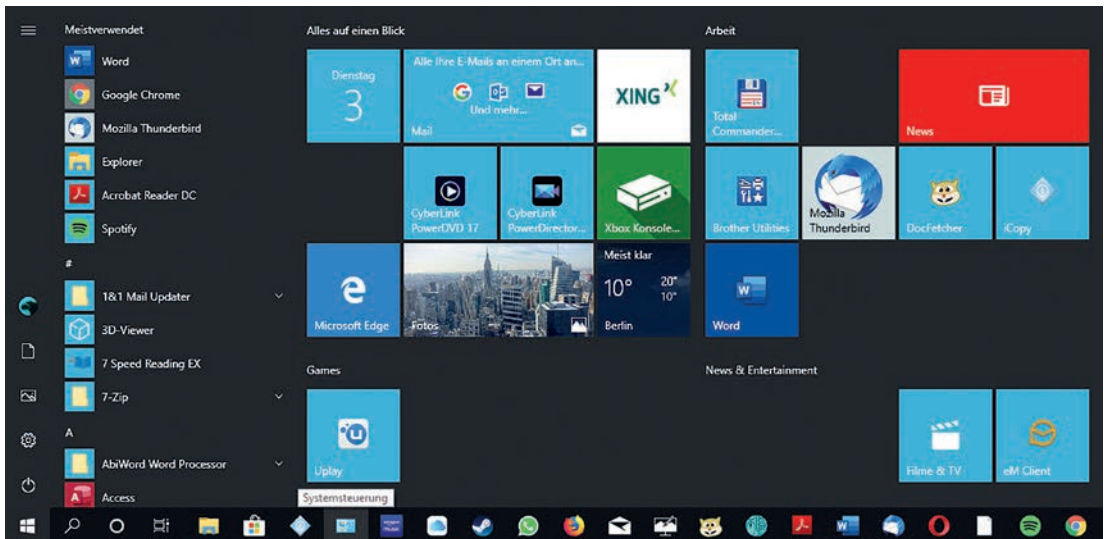 Meistverwendet
Word
Google Chrome
Mozilla Thunderbird
Explorer
Acrobat Reader DC
Spotify
#
1&1 Mail Updater
3D-Viewer
7 Speed Reading EX
7-Zip
A
AbiWord Word Processor
Access
Alles auf einen Blick
Dienstag
3
Alle Ihre E-Mails an einem Ort an...
Und mehr...
Mail
XING
CyberLink
PowerDVD 17
CyberLink
PowerDirector...
Xbox Konsole...
Microsoft Edge
Fotos
Meist klar
10° 20°
10°
Berlin
Arbeit
Total
Commander...
News
Brother Utilities
Mozilla
Thunderbird
DocFetcher
iCopy
Word
Games
Uplay
News & Entertainment
Filme & TV
eM Client
Systemsteuerung